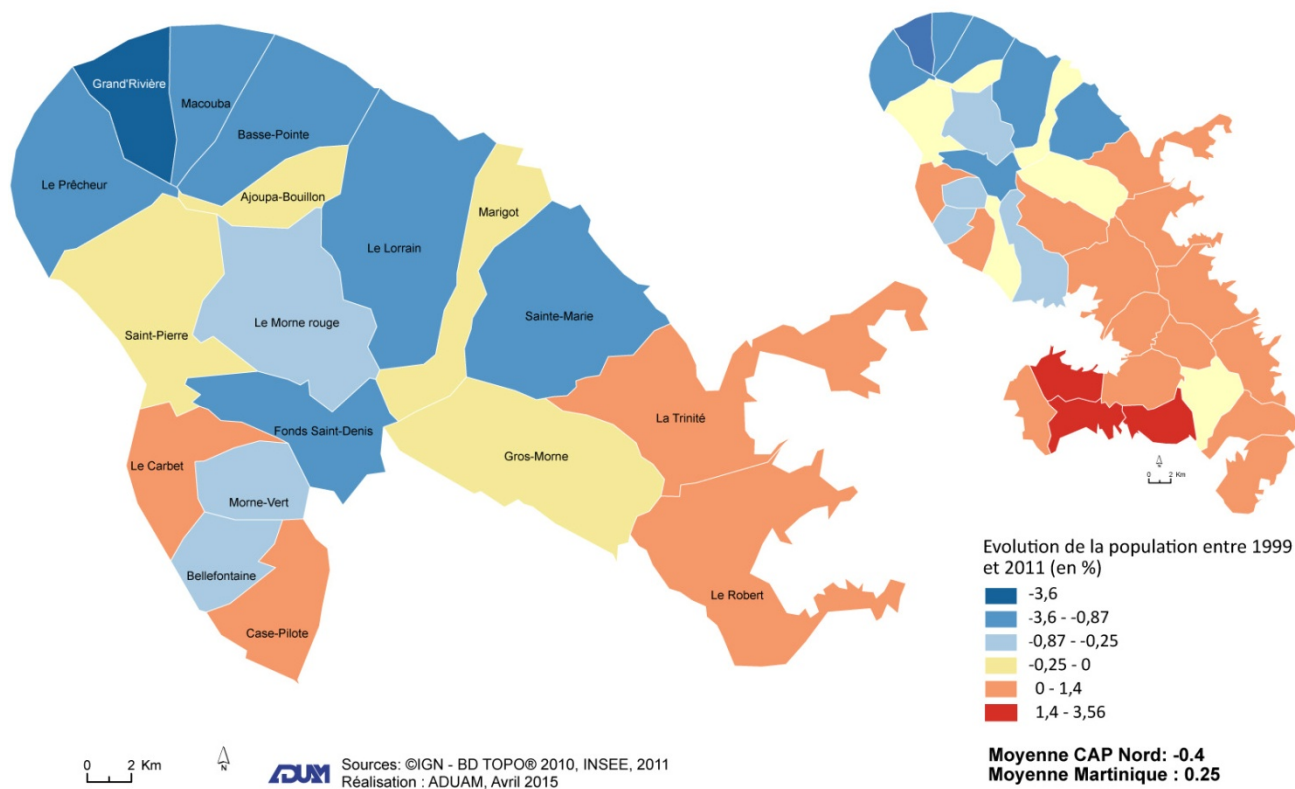 Grand'Rivière
Macouba
Basse-Pointe
Le Prêcheur
Ajoupa-Bouillon
Marigot
Le Lorrain
Sainte-Marie
Le Morne rouge
Saint-Pierre
La Trinité
Fonds Saint-Denis
Gros-Morne
Le Carbet
Morne-Vert
Bellefontaine
Le Robert
Case-Pilote
N
0 2 Km
Evolution de la population entre 1999
et 2011 (en %)
-3,6
-3,6 - -0,87
-0,87 - -0,25
-0,25 - 0
0 - 1,4
1,4 - 3,56
Moyenne CAP Nord: -0.4
Moyenne Martinique : 0.25
0 2 Km
N
ADUAM
Sources: ©IGN - BD TOPO® 2010, INSEE, 2011
Réalisation : ADUAM, Avril 2015